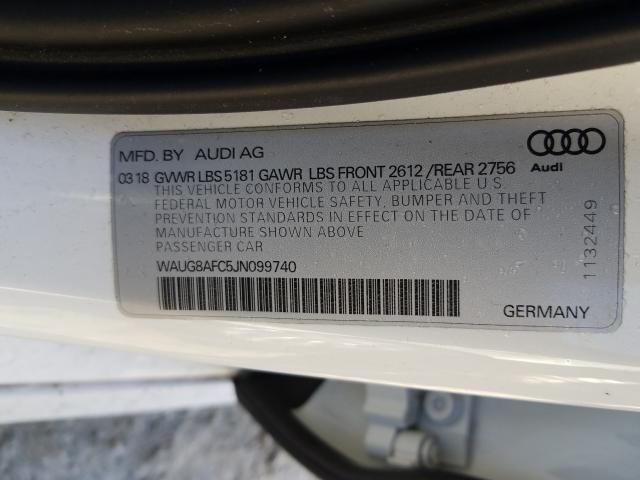 MFD. BY AUDI AG
03 18 GVWR LBS 5181 GAWR LBS FRONT 2612 /REAR 2756
THIS VEHICLE CONFORMS TO ALL APPLICABLE U.S.
FEDERAL MOTOR VEHICLE SAFETY, BUMPER AND THEFT
PREVENTION STANDARDS IN EFFECT ON THE DATE OF
MANUFACTURE SHOWN ABOVE
PASSENGER CAR
WAUG8AFC5JN099740
Audi
1132449
GERMANY